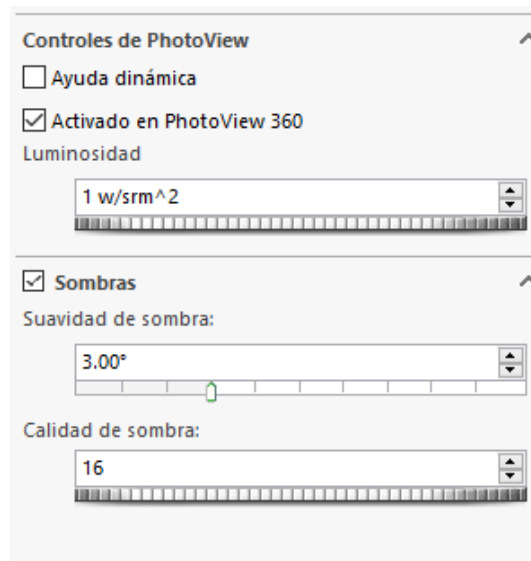 Controles de PhotoView
Ayuda dinámica
Activado en PhotoView 360
Luminosidad
1 w/srm^2
Sombras
Suavidad de sombra:
3.00°
Calidad de sombra:
16